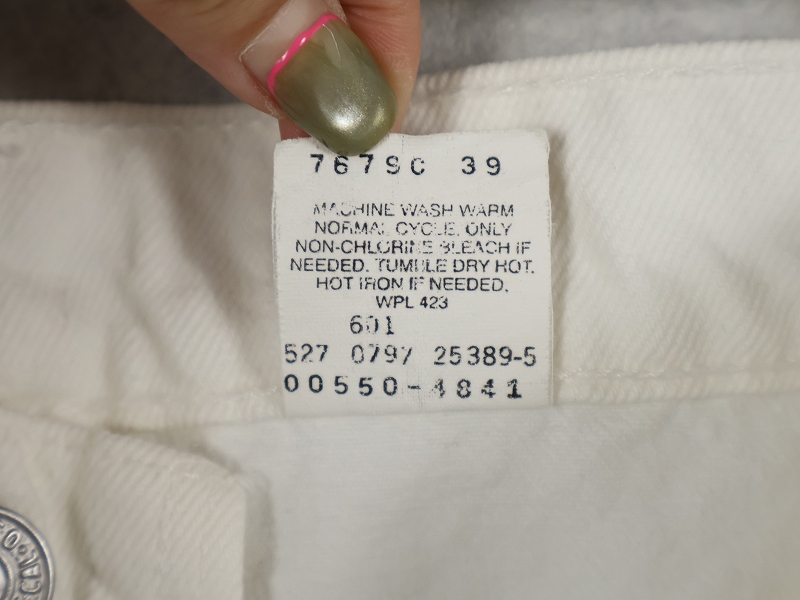 7679C 39
MACHINE WASH WARM
NORMAL CYCLE. ONLY
NON-CHLORINE BLEACH IF
NEEDED. TUMBLE DRY HOT.
HOT IRON IF NEEDED.
WPL 423
601
527 0797 25389-5
00550-4841